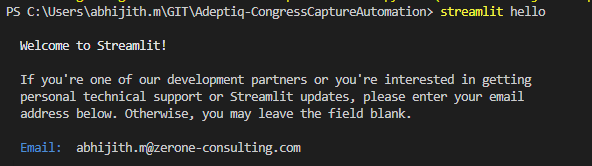 PS C:\Users\abhijith.m\GIT\Adeptiq-CongressCaptureAutomation> streamlit hello
Welcome to Streamlit!
If you're one of our development partners or you're interested in getting
personal technical support or Streamlit updates, please enter your email
address below. Otherwise, you may leave the field blank.
Email: abhijith.m@zerone-consulting.com